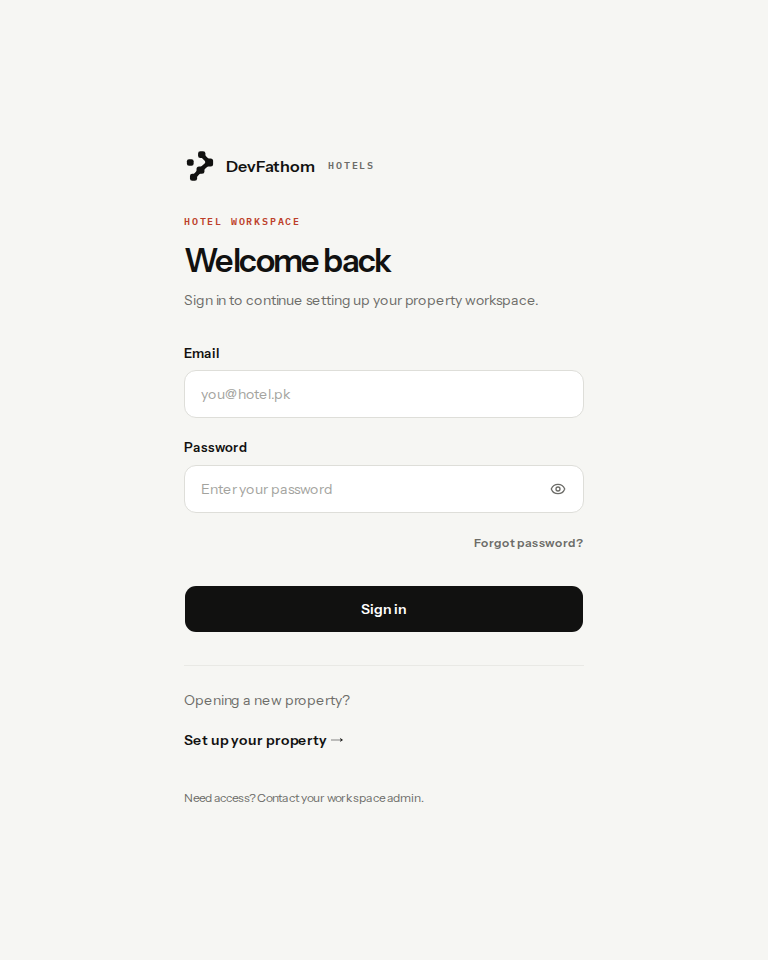 DevFathom HOTELS
HOTEL WORKSPACE
Welcome back
Sign in to continue setting up your property workspace.
Email
you@hotel.pk
Password
Enter your password
Forgot password?
Sign in
Opening a new property?
Set up your property →
Need access? Contact your workspace admin.